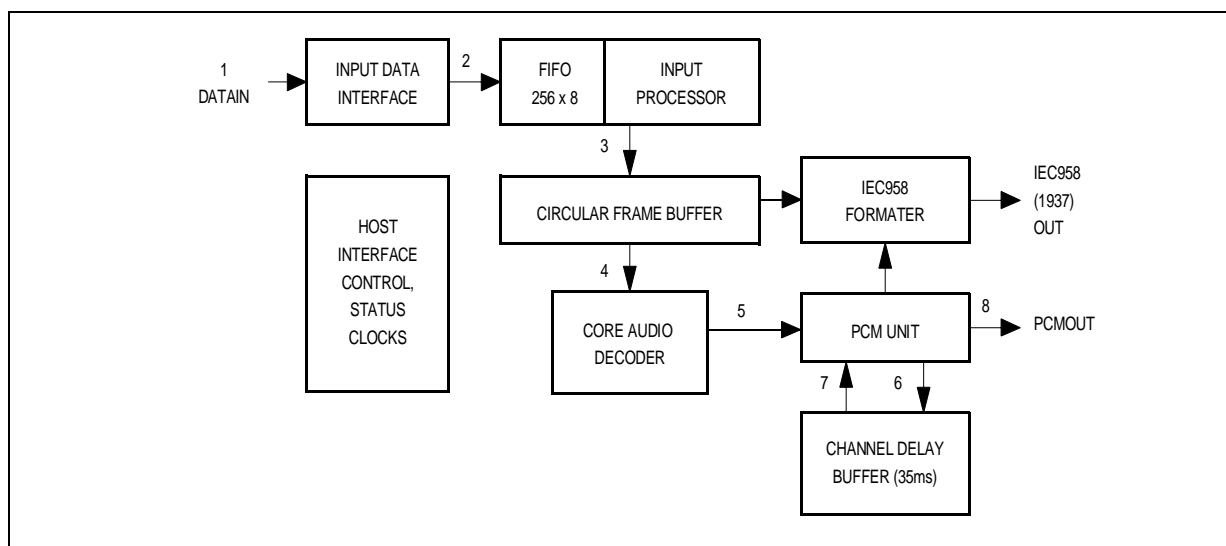 1
DATAIN
INPUT DATA
INTERFACE
2
FIFO
256 x 8
INPUT
PROCESSOR
3
CIRCULAR FRAME BUFFER
IEC958
FORMATER
IEC958
(1937)
OUT
HOST
INTERFACE
CONTROL,
STATUS
CLOCKS
4
CORE AUDIO
DECODER
5
PCM UNIT
8
PCMOUT
7
6
CHANNEL DELAY
BUFFER (35ms)